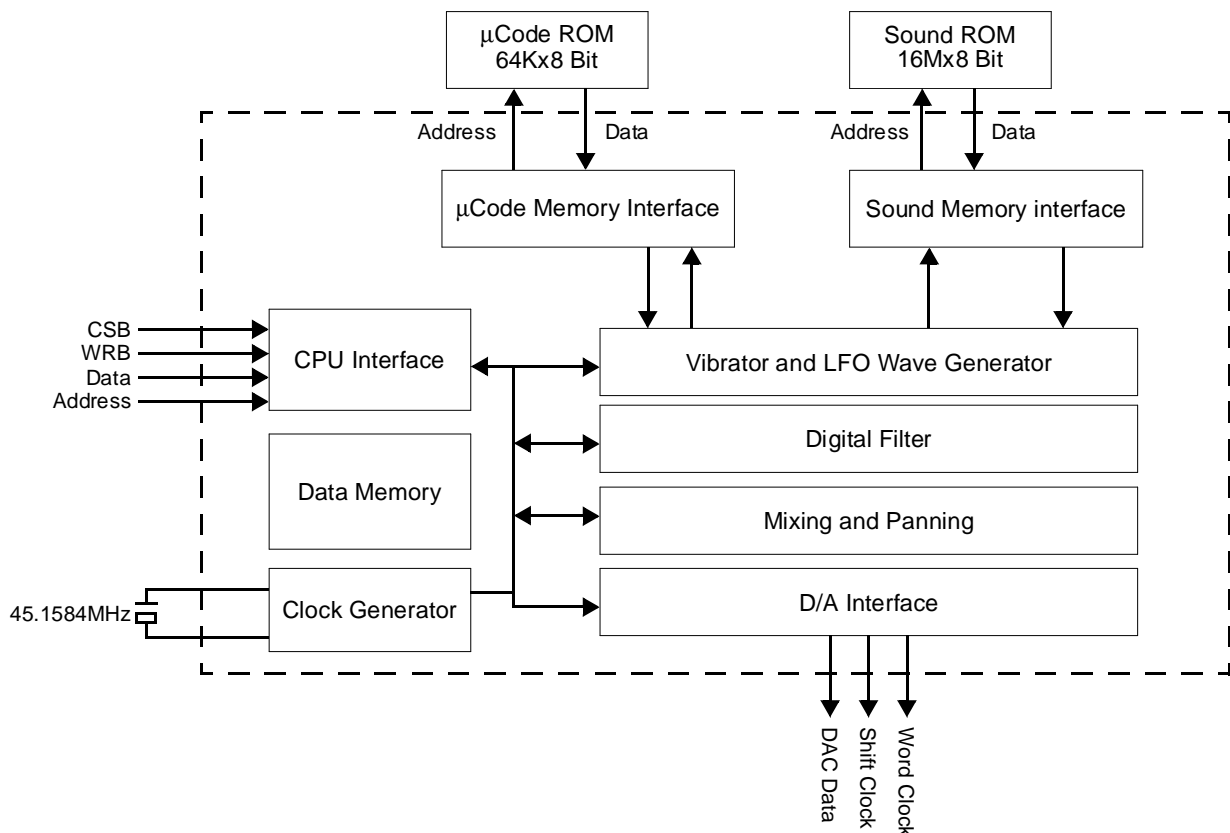 μCode ROM
64Kx8 Bit
Sound ROM
16Mx8 Bit
Address
Data
Address
Data
μCode Memory Interface
Sound Memory interface
CSB
WRB
Data
Address
CPU Interface
Vibrator and LFO Wave Generator
Digital Filter
Data Memory
Mixing and Panning
45.1584MHz
Clock Generator
D/A Interface
DAC Data
Shift Clock
Word Clock